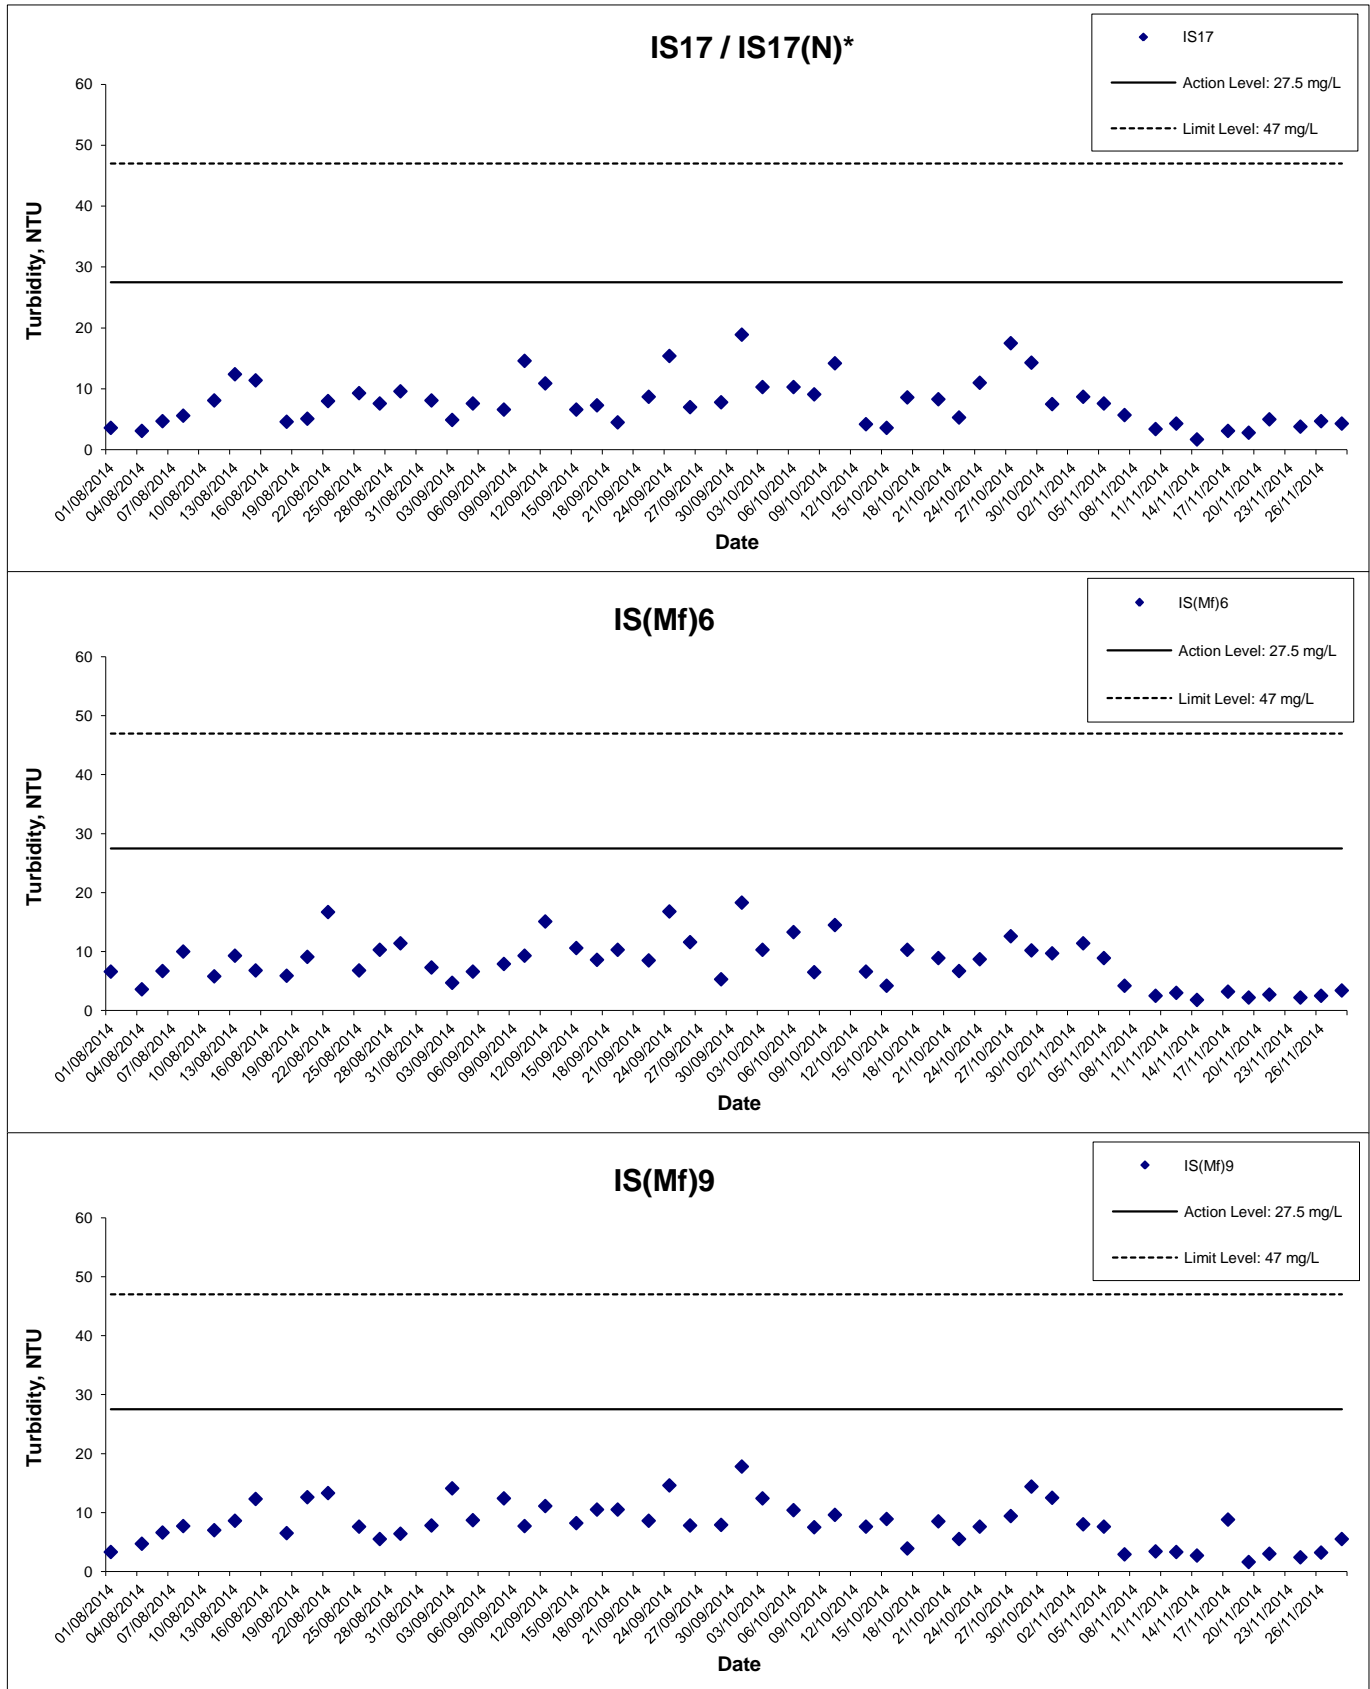 IS17 / IS17(N)*
IS17
Action Level: 27.5 mg/L
Limit Level: 47 mg/L
60
50
40
30
20
10
0
Turbidity, NTU
01/08/2014 04/08/2014 07/08/2014 10/08/2014 13/08/2014 16/08/2014 19/08/2014 22/08/2014 25/08/2014 28/08/2014 31/08/2014 03/09/2014 06/09/2014 09/09/2014 12/09/2014 15/09/2014 18/09/2014 21/09/2014 24/09/2014 27/09/2014 30/09/2014 03/10/2014 06/10/2014 09/10/2014 12/10/2014 15/10/2014 18/10/2014 21/10/2014 24/10/2014 27/10/2014 30/10/2014 02/11/2014 05/11/2014 08/11/2014 11/11/2014 14/11/2014 17/11/2014 20/11/2014 23/11/2014 26/11/2014
Date
IS(Mf)6
IS(Mf)6
Action Level: 27.5 mg/L
Limit Level: 47 mg/L
60
50
40
30
20
10
0
Turbidity, NTU
01/08/2014 04/08/2014 07/08/2014 10/08/2014 13/08/2014 16/08/2014 19/08/2014 22/08/2014 25/08/2014 28/08/2014 31/08/2014 03/09/2014 06/09/2014 09/09/2014 12/09/2014 15/09/2014 18/09/2014 21/09/2014 24/09/2014 27/09/2014 30/09/2014 03/10/2014 06/10/2014 09/10/2014 12/10/2014 15/10/2014 18/10/2014 21/10/2014 24/10/2014 27/10/2014 30/10/2014 02/11/2014 05/11/2014 08/11/2014 11/11/2014 14/11/2014 17/11/2014 20/11/2014 23/11/2014 26/11/2014
Date
IS(Mf)9
IS(Mf)9
Action Level: 27.5 mg/L
Limit Level: 47 mg/L
60
50
40
30
20
10
0
Turbidity, NTU
01/08/2014 04/08/2014 07/08/2014 10/08/2014 13/08/2014 16/08/2014 19/08/2014 22/08/2014 25/08/2014 28/08/2014 31/08/2014 03/09/2014 06/09/2014 09/09/2014 12/09/2014 15/09/2014 18/09/2014 21/09/2014 24/09/2014 27/09/2014 30/09/2014 03/10/2014 06/10/2014 09/10/2014 12/10/2014 15/10/2014 18/10/2014 21/10/2014 24/10/2014 27/10/2014 30/10/2014 02/11/2014 05/11/2014 08/11/2014 11/11/2014 14/11/2014 17/11/2014 20/11/2014 23/11/2014 26/11/2014
Date